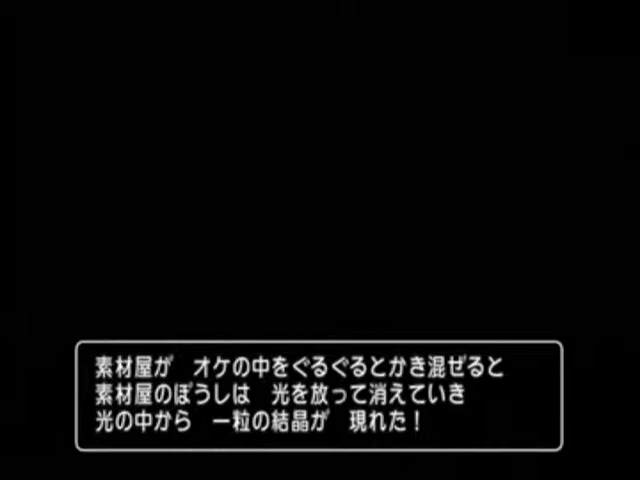 素材屋が　オケの中をぐるぐるとかき混ぜると
素材屋のぼうしは　光を放って消えていき
光の中から　一粒の結晶が　現れた！